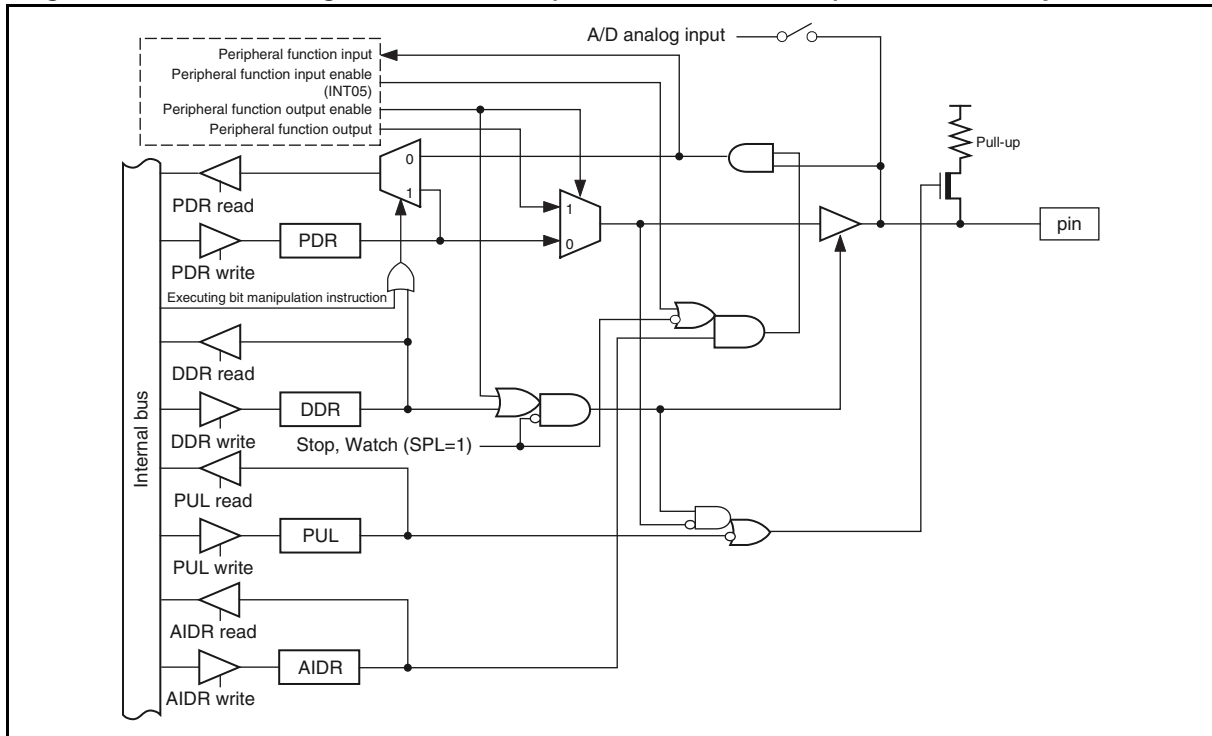 A/D analog input
Peripheral function input
Peripheral function input enable
(INT05)
Peripheral function output enable
Peripheral function output
Pull-up
0
1
PDR read
1
0
pin
PDR
PDR write
Executing bit manipulation instruction
DDR read
DDR
DDR write
Stop, Watch (SPL=1)
Internal bus
PUL read
PUL
PUL write
AIDR read
AIDR
AIDR write